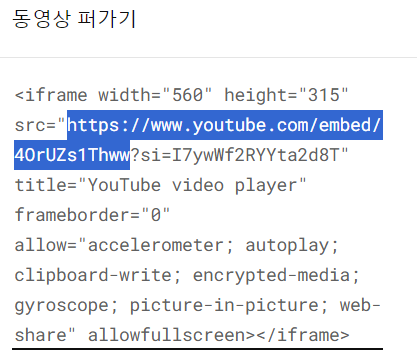 동영상 퍼가기
<iframe width="560" height="315"
src="https://www.youtube.com/embed/
4OrUZs1Thww?si=I7ywWf2RYYta2d8T"
title="YouTube video player"
frameborder="0"
allow="accelerometer; autoplay;
clipboard-write; encrypted-media;
gyroscope; picture-in-picture; web-
share" allowfullscreen></iframe>